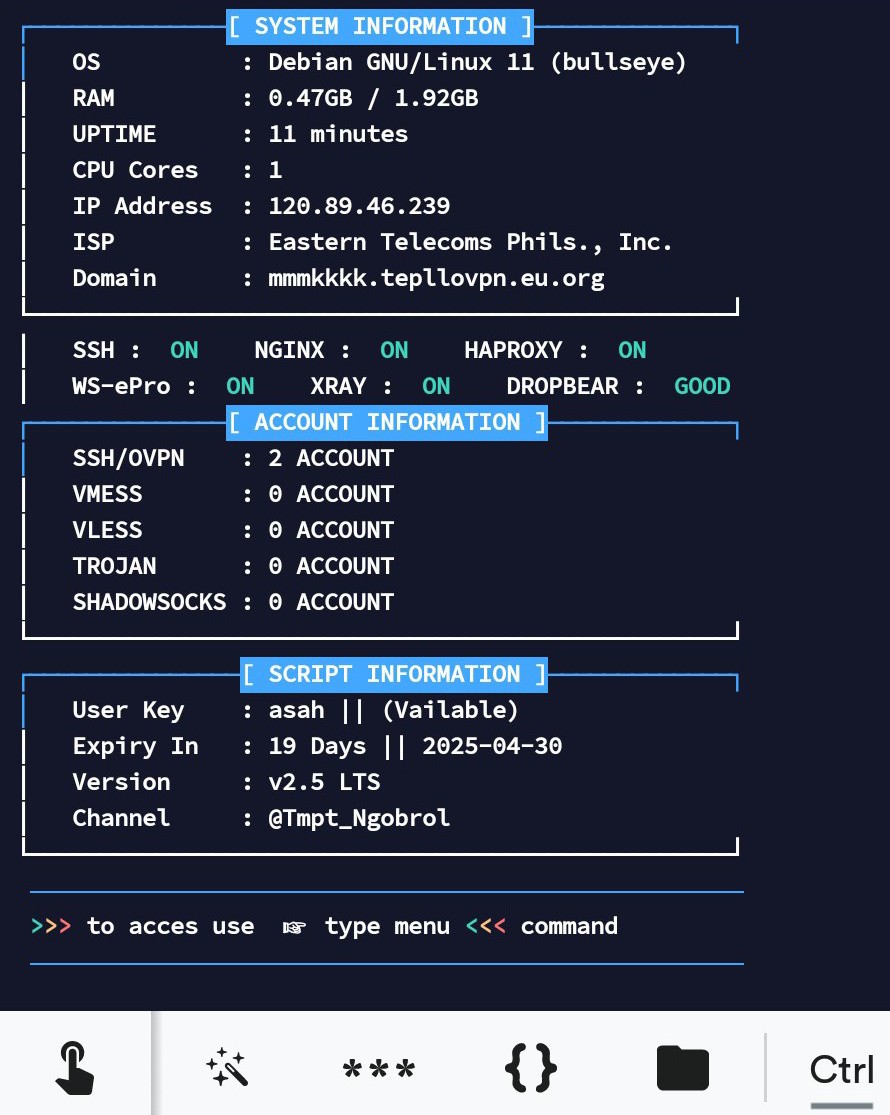 [ SYSTEM INFORMATION ]
OS : Debian GNU/Linux 11 (bullseye)
RAM : 0.47GB / 1.92GB
UPTIME : 11 minutes
CPU Cores : 1
IP Address : 120.89.46.239
ISP : Eastern Telecoms Phils., Inc.
Domain : mmmkkkk.tepllovpn.eu.org
SSH : ON NGINX : ON HAPROXY : ON
WS-ePro : ON XRAY : ON DROPBEAR : GOOD
[ ACCOUNT INFORMATION ]
SSH/OVPN : 2 ACCOUNT
VMESS : 0 ACCOUNT
VLESS : 0 ACCOUNT
TROJAN : 0 ACCOUNT
SHADOWSOCKS : 0 ACCOUNT
[ SCRIPT INFORMATION ]
User Key : asah || (Vailable)
Expiry In : 19 Days || 2025-04-30
Version : v2.5 LTS
Channel : @Tmpt_Ngobrol
>>> to acces use ☞ type menu <<< command
*** {} Ctrl